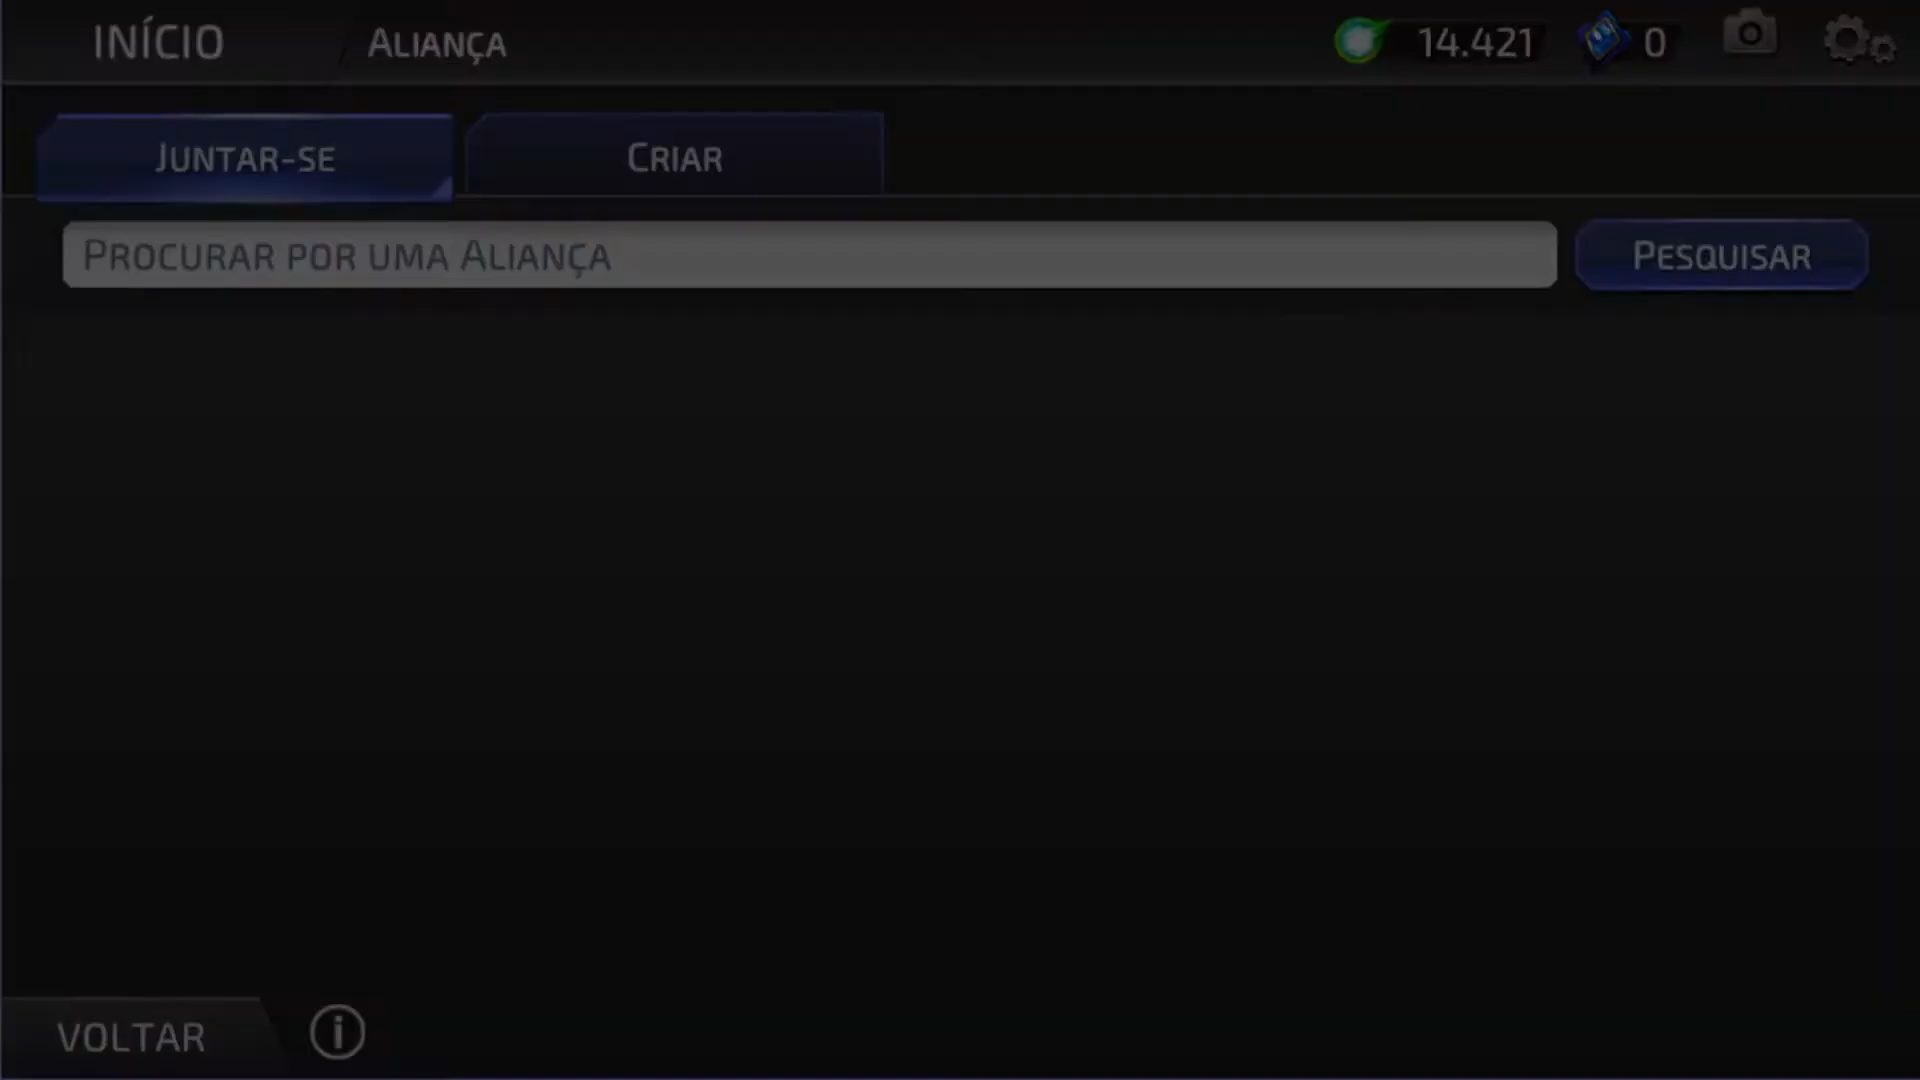 INÍCIO
ALIANÇA
14.421
0
JUNTAR-SE
CRIAR
PROCURAR POR UMA ALIANÇA
PESQUISAR
VOLTAR